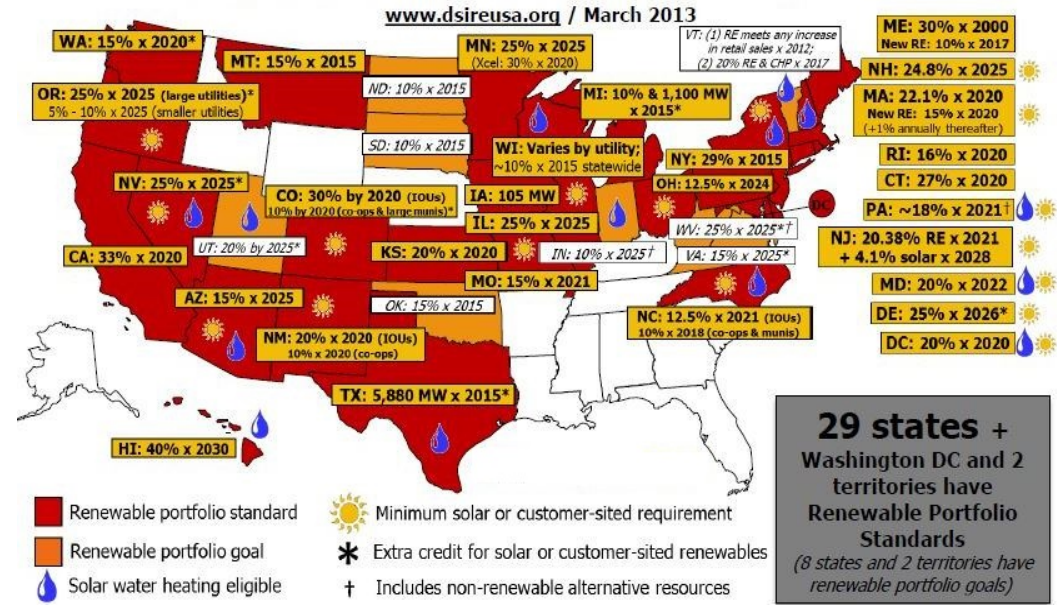 www.dsireusa.org / March 2013
WA: 15% x 2020*
MT: 15% x 2015
MN: 25% x 2025
(Xcel: 30% x 2020)
VT: (1) RE meets any increase
in retail sales x 2012;
(2) 20% RE & CHP x 2017
ME: 30% x 2000
New RE: 10% x 2017
NH: 24.8% x 2025
OR: 25% x 2025 (large utilities)*
5% - 10% x 2025 (smaller utilities)
ND: 10% x 2015
MI: 10% & 1,100 MW
x 2015*
MA: 22.1% x 2020
New RE: 15% x 2020
(+1% annually thereafter)
SD: 10% x 2015
WI: Varies by utility;
~10% x 2015 statewide
NY: 29% x 2015
RI: 16% x 2020
CT: 27% x 2020
NV: 25% x 2025*
CO: 30% by 2020 (IOUs)
10% by 2020 (co-ops & large munis)*
IA: 105 MW
OH: 12.5% x 2024
DC
PA: ~18% x 2021†
IL: 25% x 2025
WV: 25% x 2025*†
UT: 20% by 2025*
CA: 33% x 2020
KS: 20% x 2020
IN: 10% x 2025†
VA: 15% x 2025*
NJ: 20.38% RE x 2021
+ 4.1% solar x 2028
MO: 15% x 2021
MD: 20% x 2022
AZ: 15% x 2025
OK: 15% x 2015
NC: 12.5% x 2021 (IOUs)
10% x 2018 (co-ops & munis)
DE: 25% x 2026*
NM: 20% x 2020 (IOUs)
10% x 2020 (co-ops)
DC: 20% x 2020
TX: 5,880 MW x 2015*
HI: 40% x 2030
29 states +
Washington DC and 2
territories have
Renewable Portfolio
Standards
(8 states and 2 territories have
renewable portfolio goals)
Renewable portfolio standard
Renewable portfolio goal
Solar water heating eligible
Minimum solar or customer-sited requirement
* Extra credit for solar or customer-sited renewables
† Includes non-renewable alternative resources